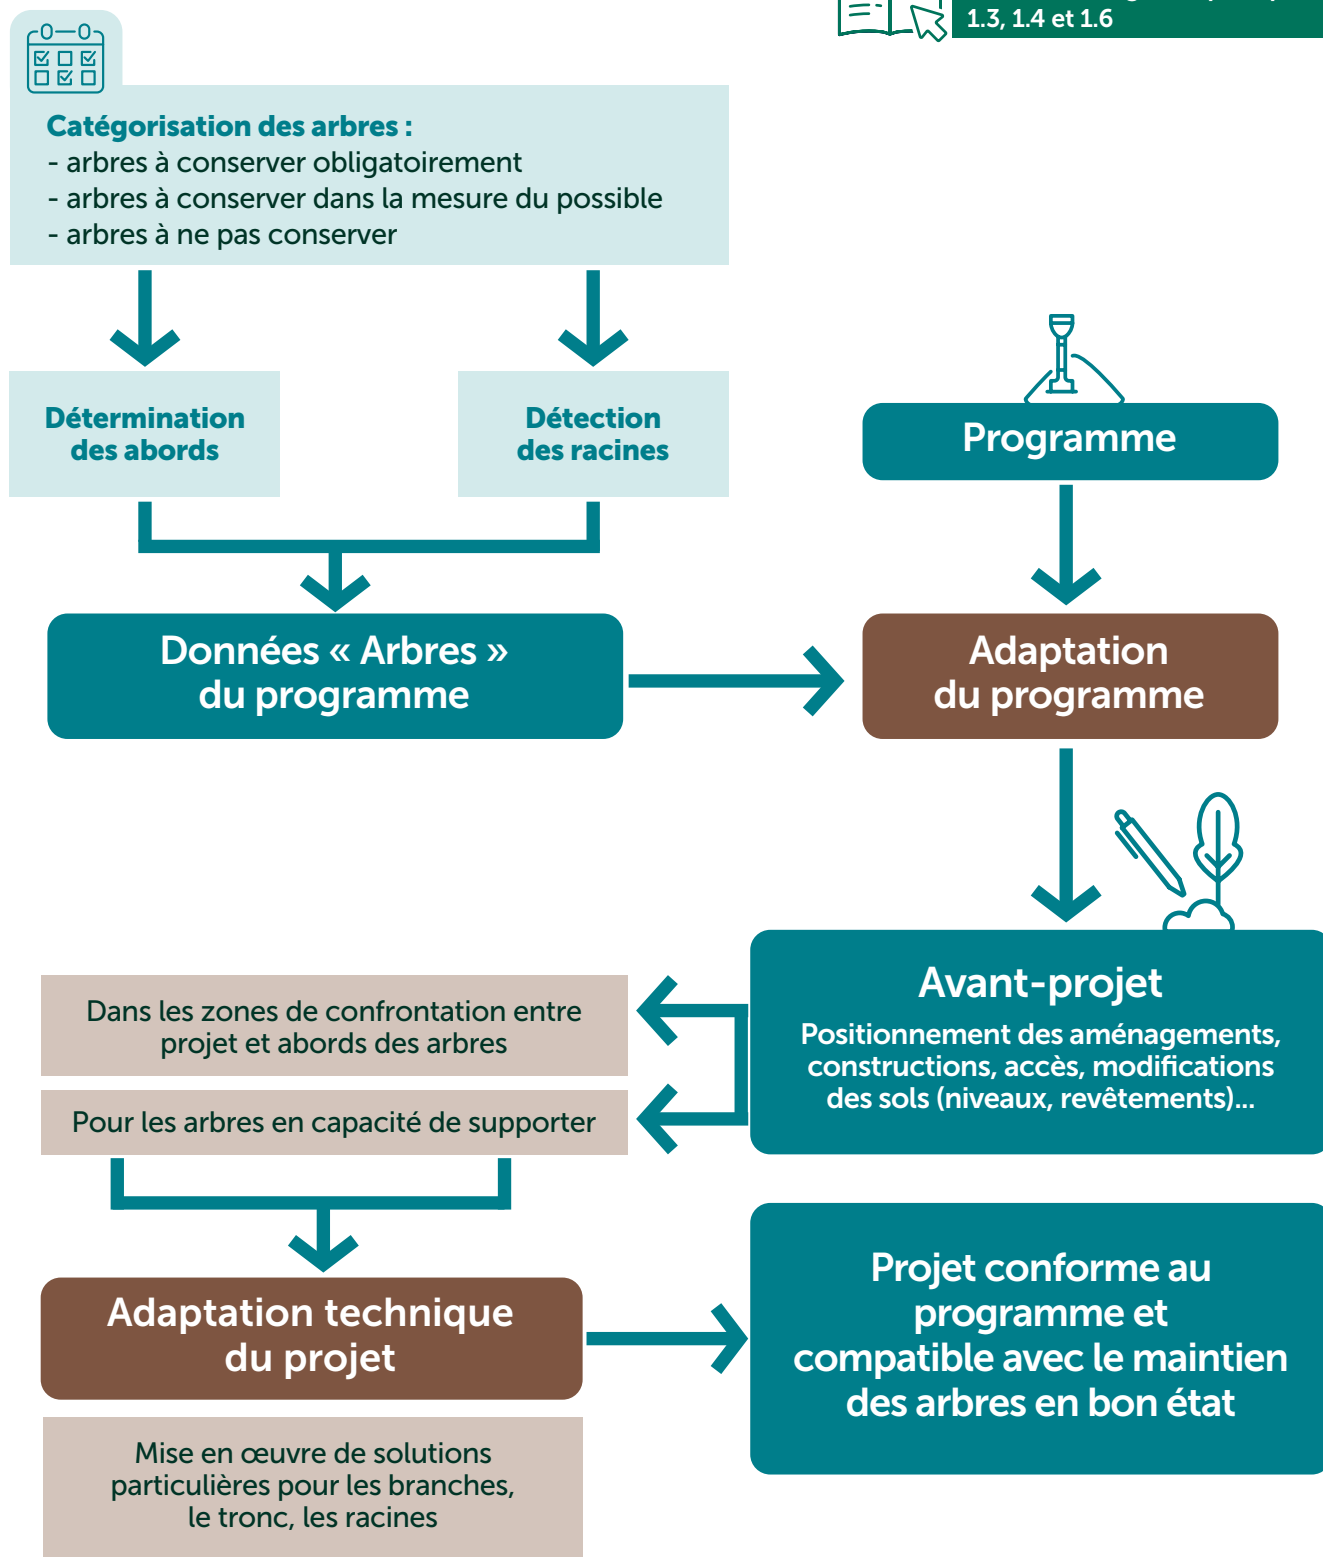 1.3, 1.4 et 1.6
Catégorisation des arbres :
- arbres à conserver obligatoirement
- arbres à conserver dans la mesure du possible
- arbres à ne pas conserver
Détermination
des abords
Détection
des racines
Programme
Données « Arbres »
du programme
Adaptation
du programme
Avant-projet
Positionnement des aménagements,
constructions, accès, modifications
des sols (niveaux, revêtements)...
Dans les zones de confrontation entre
projet et abords des arbres
Pour les arbres en capacité de supporter
Adaptation technique
du projet
Mise en œuvre de solutions
particulières pour les branches,
le tronc, les racines
Projet conforme au
programme et
compatible avec le maintien
des arbres en bon état